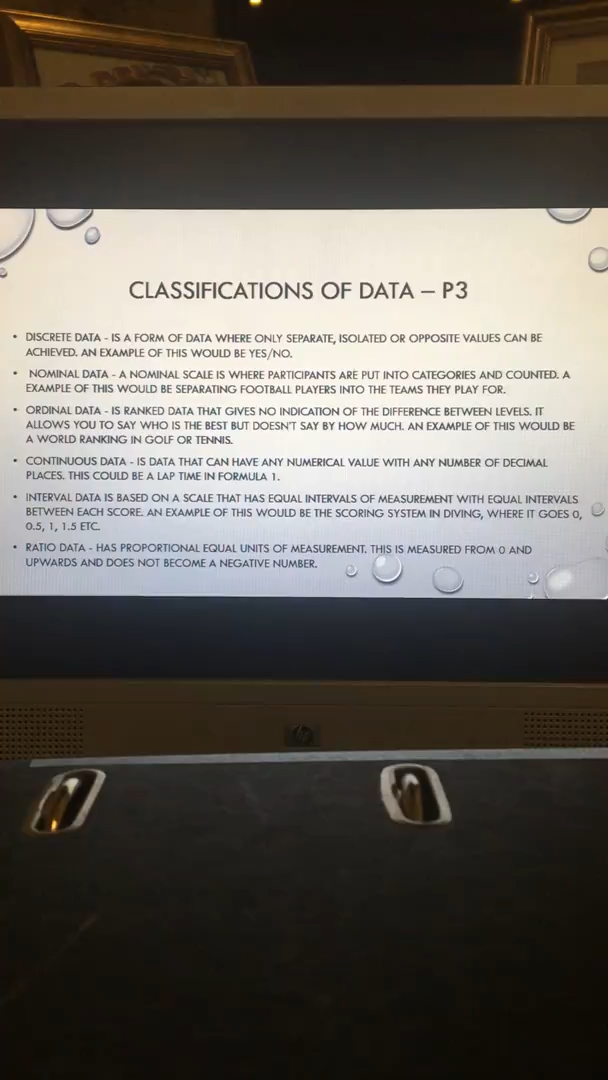 CLASSIFICATIONS OF DATA – P3
• DISCRETE DATA - IS A FORM OF DATA WHERE ONLY SEPARATE, ISOLATED OR OPPOSITE VALUES CAN BE
ACHIEVED. AN EXAMPLE OF THIS WOULD BE YES/NO.
• NOMINAL DATA - A NOMINAL SCALE IS WHERE PARTICIPANTS ARE PUT INTO CATEGORIES AND COUNTED. A
EXAMPLE OF THIS WOULD BE SEPARATING FOOTBALL PLAYERS INTO THE TEAMS THEY PLAY FOR.
• ORDINAL DATA - IS RANKED DATA THAT GIVES NO INDICATION OF THE DIFFERENCE BETWEEN LEVELS. IT
ALLOWS YOU TO SAY WHO IS THE BEST BUT DOESN'T SAY BY HOW MUCH. AN EXAMPLE OF THIS WOULD BE
A WORLD RANKING IN GOLF OR TENNIS.
• CONTINUOUS DATA - IS DATA THAT CAN HAVE ANY NUMERICAL VALUE WITH ANY NUMBER OF DECIMAL
PLACES. THIS COULD BE A LAP TIME IN FORMULA 1.
• INTERVAL DATA IS BASED ON A SCALE THAT HAS EQUAL INTERVALS OF MEASUREMENT WITH EQUAL INTERVALS
BETWEEN EACH SCORE. AN EXAMPLE OF THIS WOULD BE THE SCORING SYSTEM IN DIVING, WHERE IT GOES 0,
0.5, 1, 1.5 ETC.
• RATIO DATA - HAS PROPORTIONAL EQUAL UNITS OF MEASUREMENT. THIS IS MEASURED FROM 0 AND
UPWARDS AND DOES NOT BECOME A NEGATIVE NUMBER.
hp